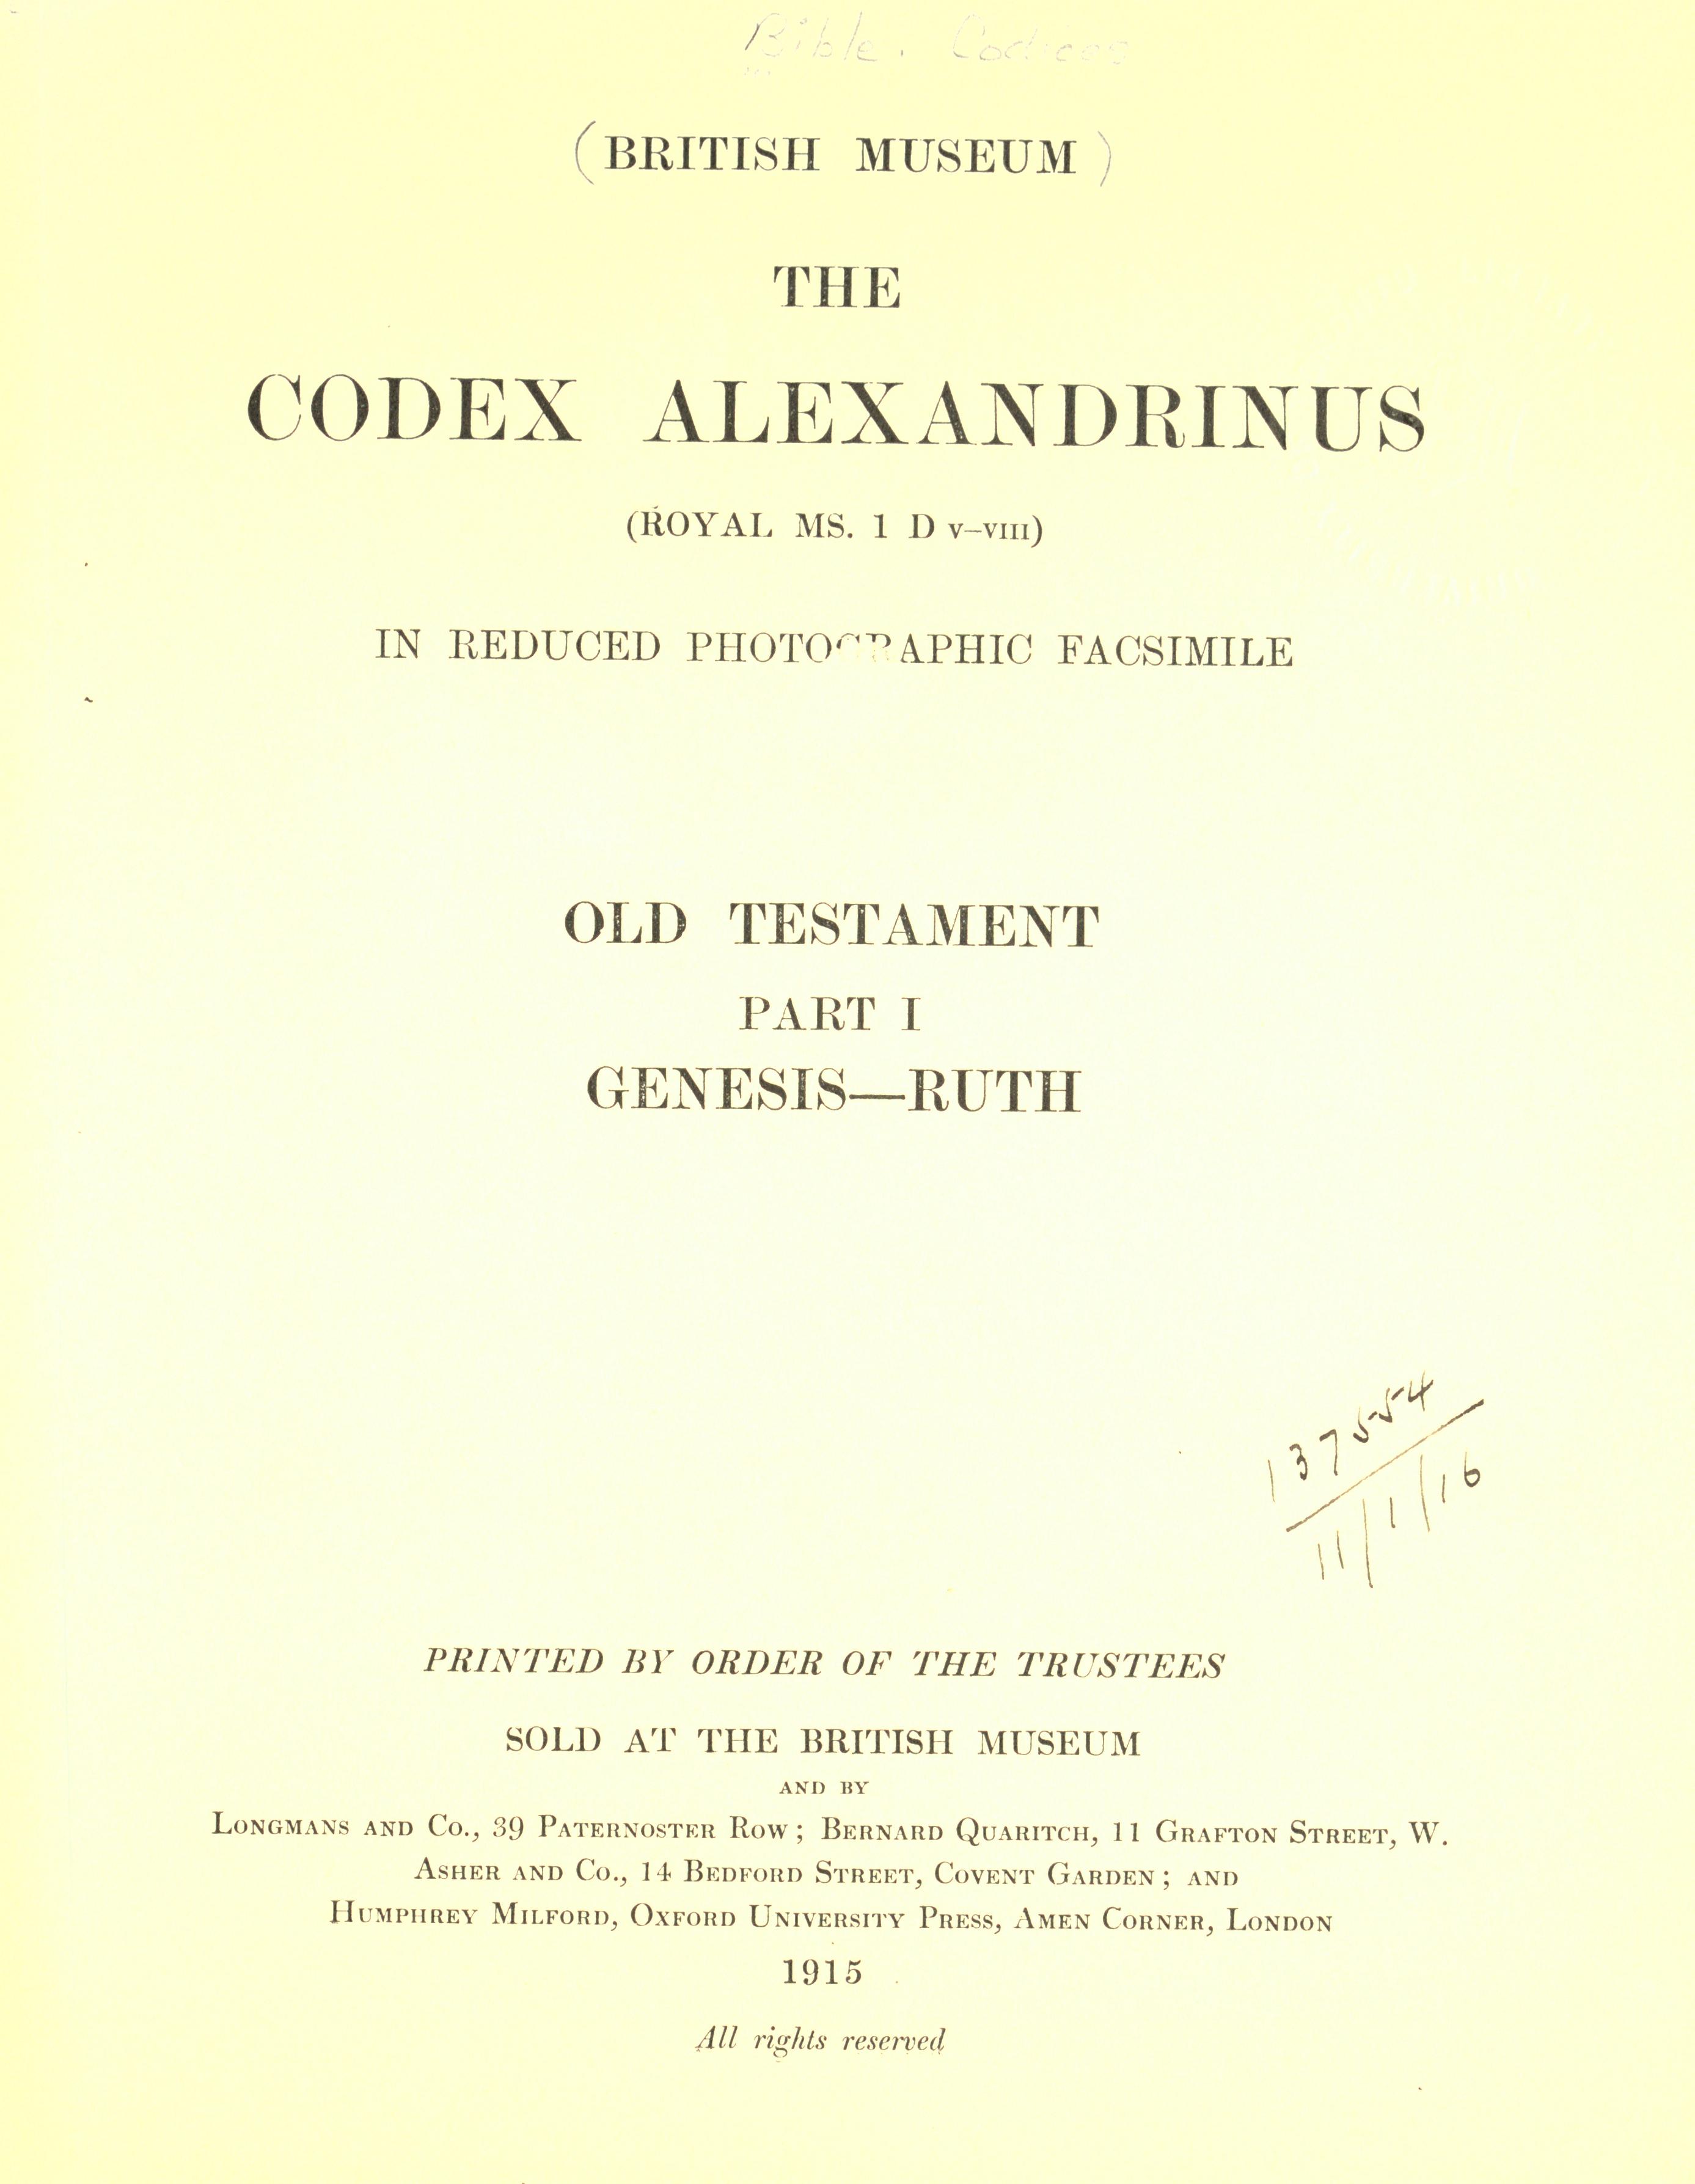 Bible. Codices
(BRITISH MUSEUM)
THE
CODEX ALEXANDRINUS
(ROYAL MS. 1 D V–VIII)
IN REDUCED PHOTOGRAPHIC FACSIMILE
OLD TESTAMENT
PART I
GENESIS—RUTH
137554
11/1/16
PRINTED BY ORDER OF THE TRUSTEES
SOLD AT THE BRITISH MUSEUM
AND BY
LONGMANS AND CO., 39 PATERNOSTER ROW; BERNARD QUARITCH, 11 GRAFTON STREET, W.
ASHER AND CO., 14 BEDFORD STREET, COVENT GARDEN; AND
HUMPHREY MILFORD, OXFORD UNIVERSITY PRESS, AMEN CORNER, LONDON
1915
All rights reserved